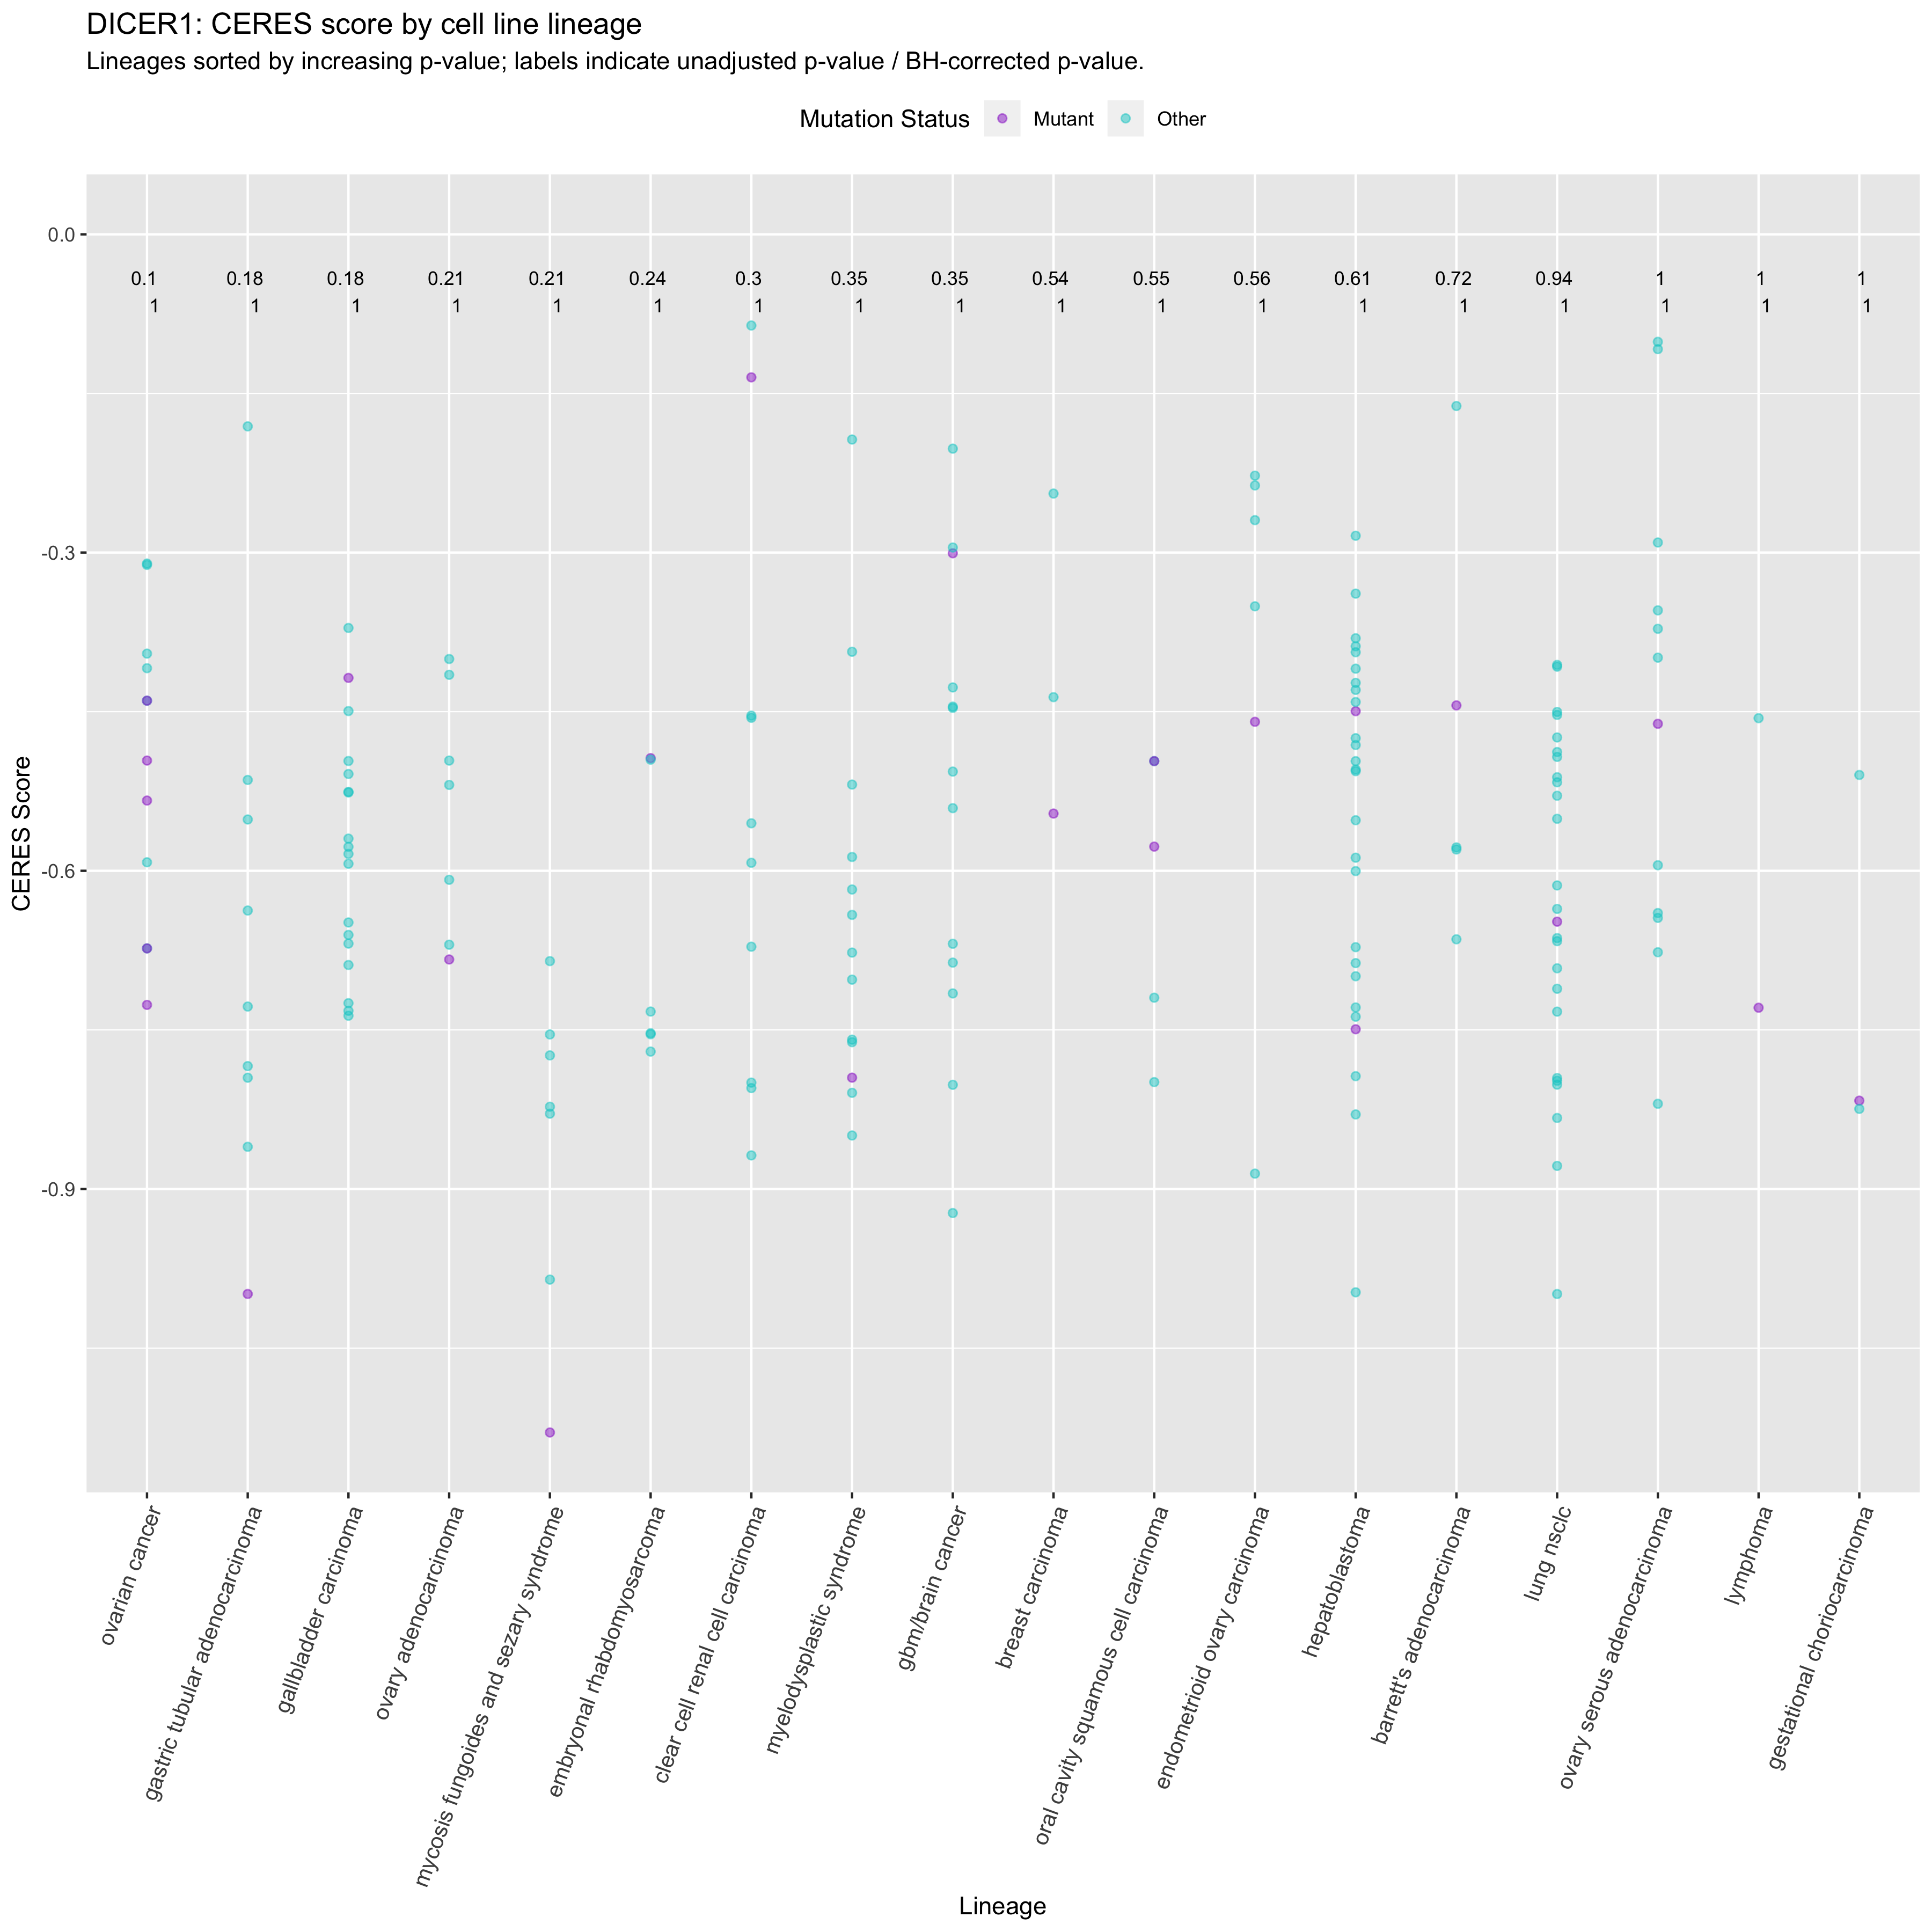 DICER1: CERES score by cell line lineage
Lineages sorted by increasing p-value; labels indicate unadjusted p-value / BH-corrected p-value.
Mutation Status Mutant Other
0.0
0.1 0.18 0.18 0.21 0.21 0.24 0.3 0.35 0.35 0.54 0.55 0.56 0.61 0.72 0.94 1 1 1
1 1 1 1 1 1 1 1 1 1 1 1 1 1 1 1 1 1
-0.3
-0.6
-0.9
CERES Score
ovarian cancer
gastric tubular adenocarcinoma
gallbladder carcinoma
ovary adenocarcinoma
mycosis fungoides and sezary syndrome
embryonal rhabdomyosarcoma
clear cell renal cell carcinoma
myelodysplastic syndrome
gbm/brain cancer
breast carcinoma
oral cavity squamous cell carcinoma
endometrioid ovary carcinoma
hepatoblastoma
barrett's adenocarcinoma
lung nsclc
ovary serous adenocarcinoma
lymphoma
gestational choriocarcinoma
Lineage